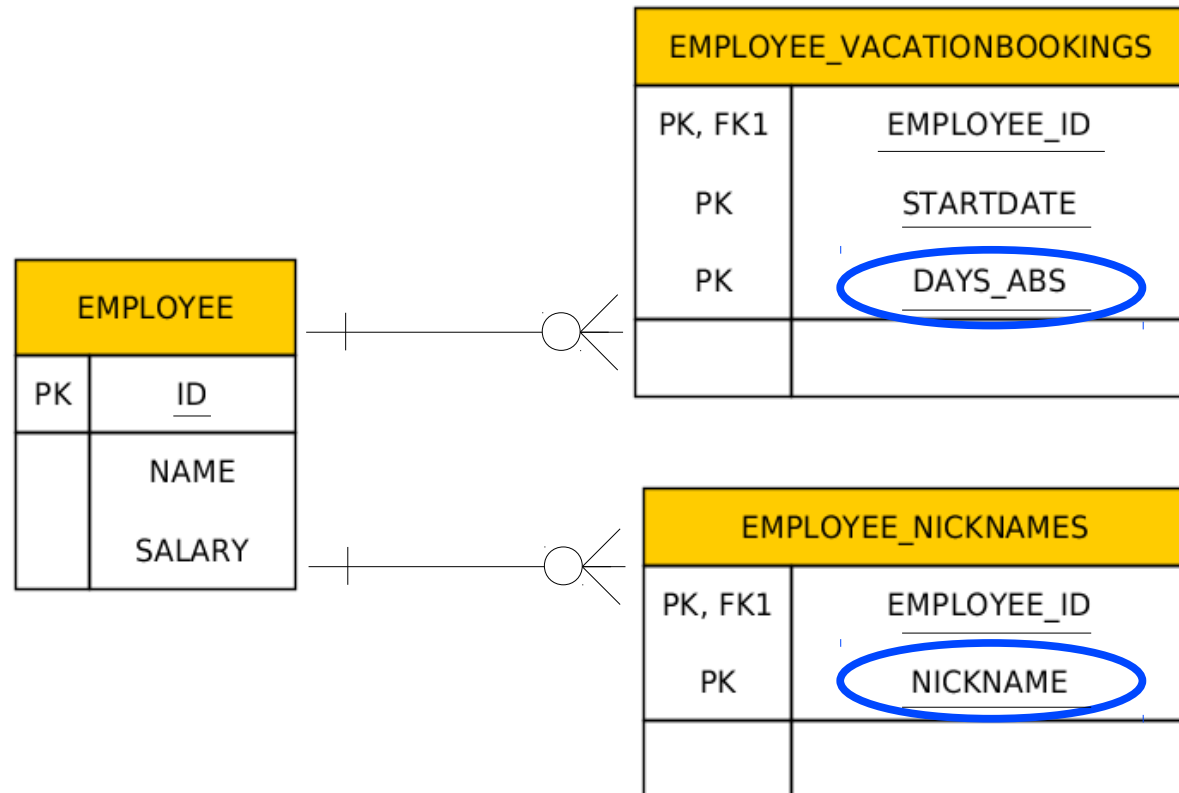 EMPLOYEE_VACATIONBOOKINGS
PK, FK1 EMPLOYEE_ID
PK STARTDATE
PK DAYS_ABS
EMPLOYEE
PK ID
NAME
SALARY
EMPLOYEE_NICKNAMES
PK, FK1 EMPLOYEE_ID
PK NICKNAME